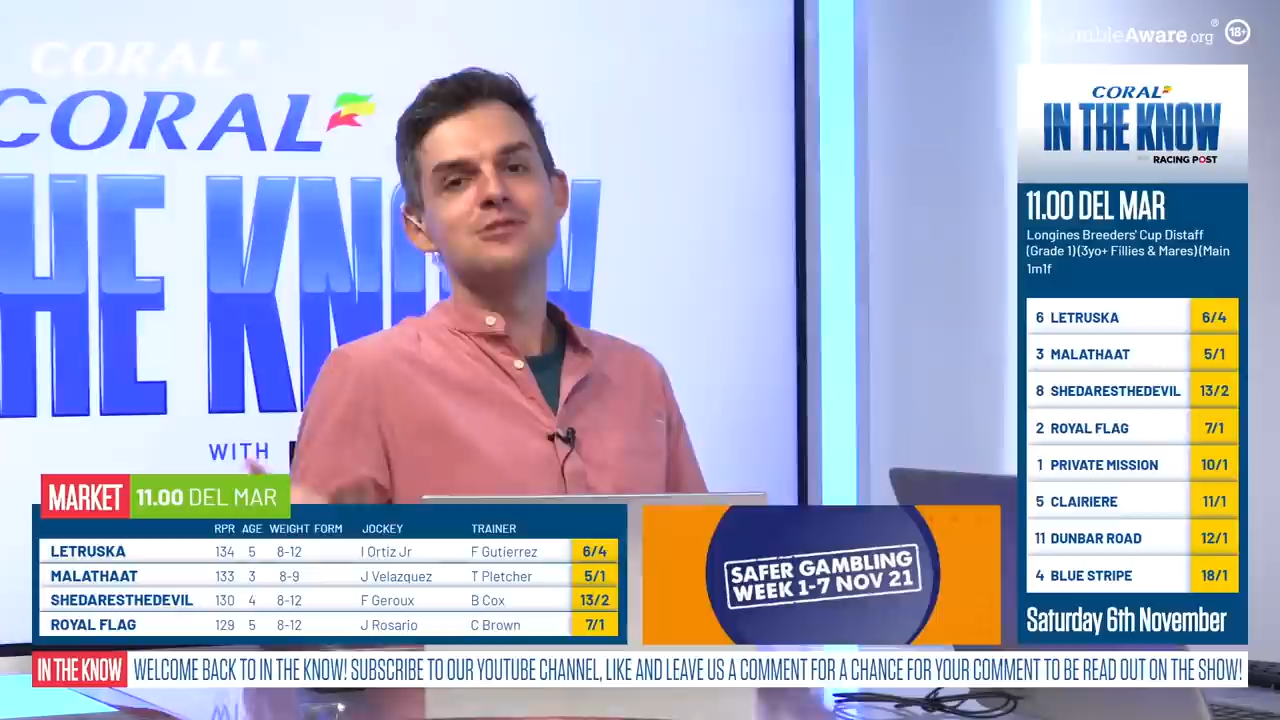 CORAL
CORAL
THE KNOW
WITH
bleAware.org ® 18+
CORAL
IN THE KNOW
RACING POST
11.00 DEL MAR
Longines Breeders' Cup Distaff
(Grade 1)(3yo+ Fillies & Mares)(Main
1m1f
6 LETRUSKA 6/4
3 MALATHAAT 5/1
8 SHEDARESTHEDEVIL 13/2
2 ROYAL FLAG 7/1
1 PRIVATE MISSION 10/1
5 CLAIRIERE 11/1
11 DUNBAR ROAD 12/1
4 BLUE STRIPE 18/1
Saturday 6th November
MARKET 11.00 DEL MAR
RPR AGE WEIGHT FORM JOCKEY TRAINER
LETRUSKA 134 5 8-12 I Ortiz Jr F Gutierrez 6/4
MALATHAAT 133 3 8-9 J Velazquez T Pletcher 5/1
SHEDARESTHEDEVIL 130 4 8-12 F Geroux B Cox 13/2
ROYAL FLAG 129 5 8-12 J Rosario C Brown 7/1
SAFER GAMBLING
WEEK 1-7 NOV 21
IN THE KNOW WELCOME BACK TO IN THE KNOW! SUBSCRIBE TO OUR YOUTUBE CHANNEL, LIKE AND LEAVE US A COMMENT FOR A CHANCE FOR YOUR COMMENT TO BE READ OUT ON THE SHOW!